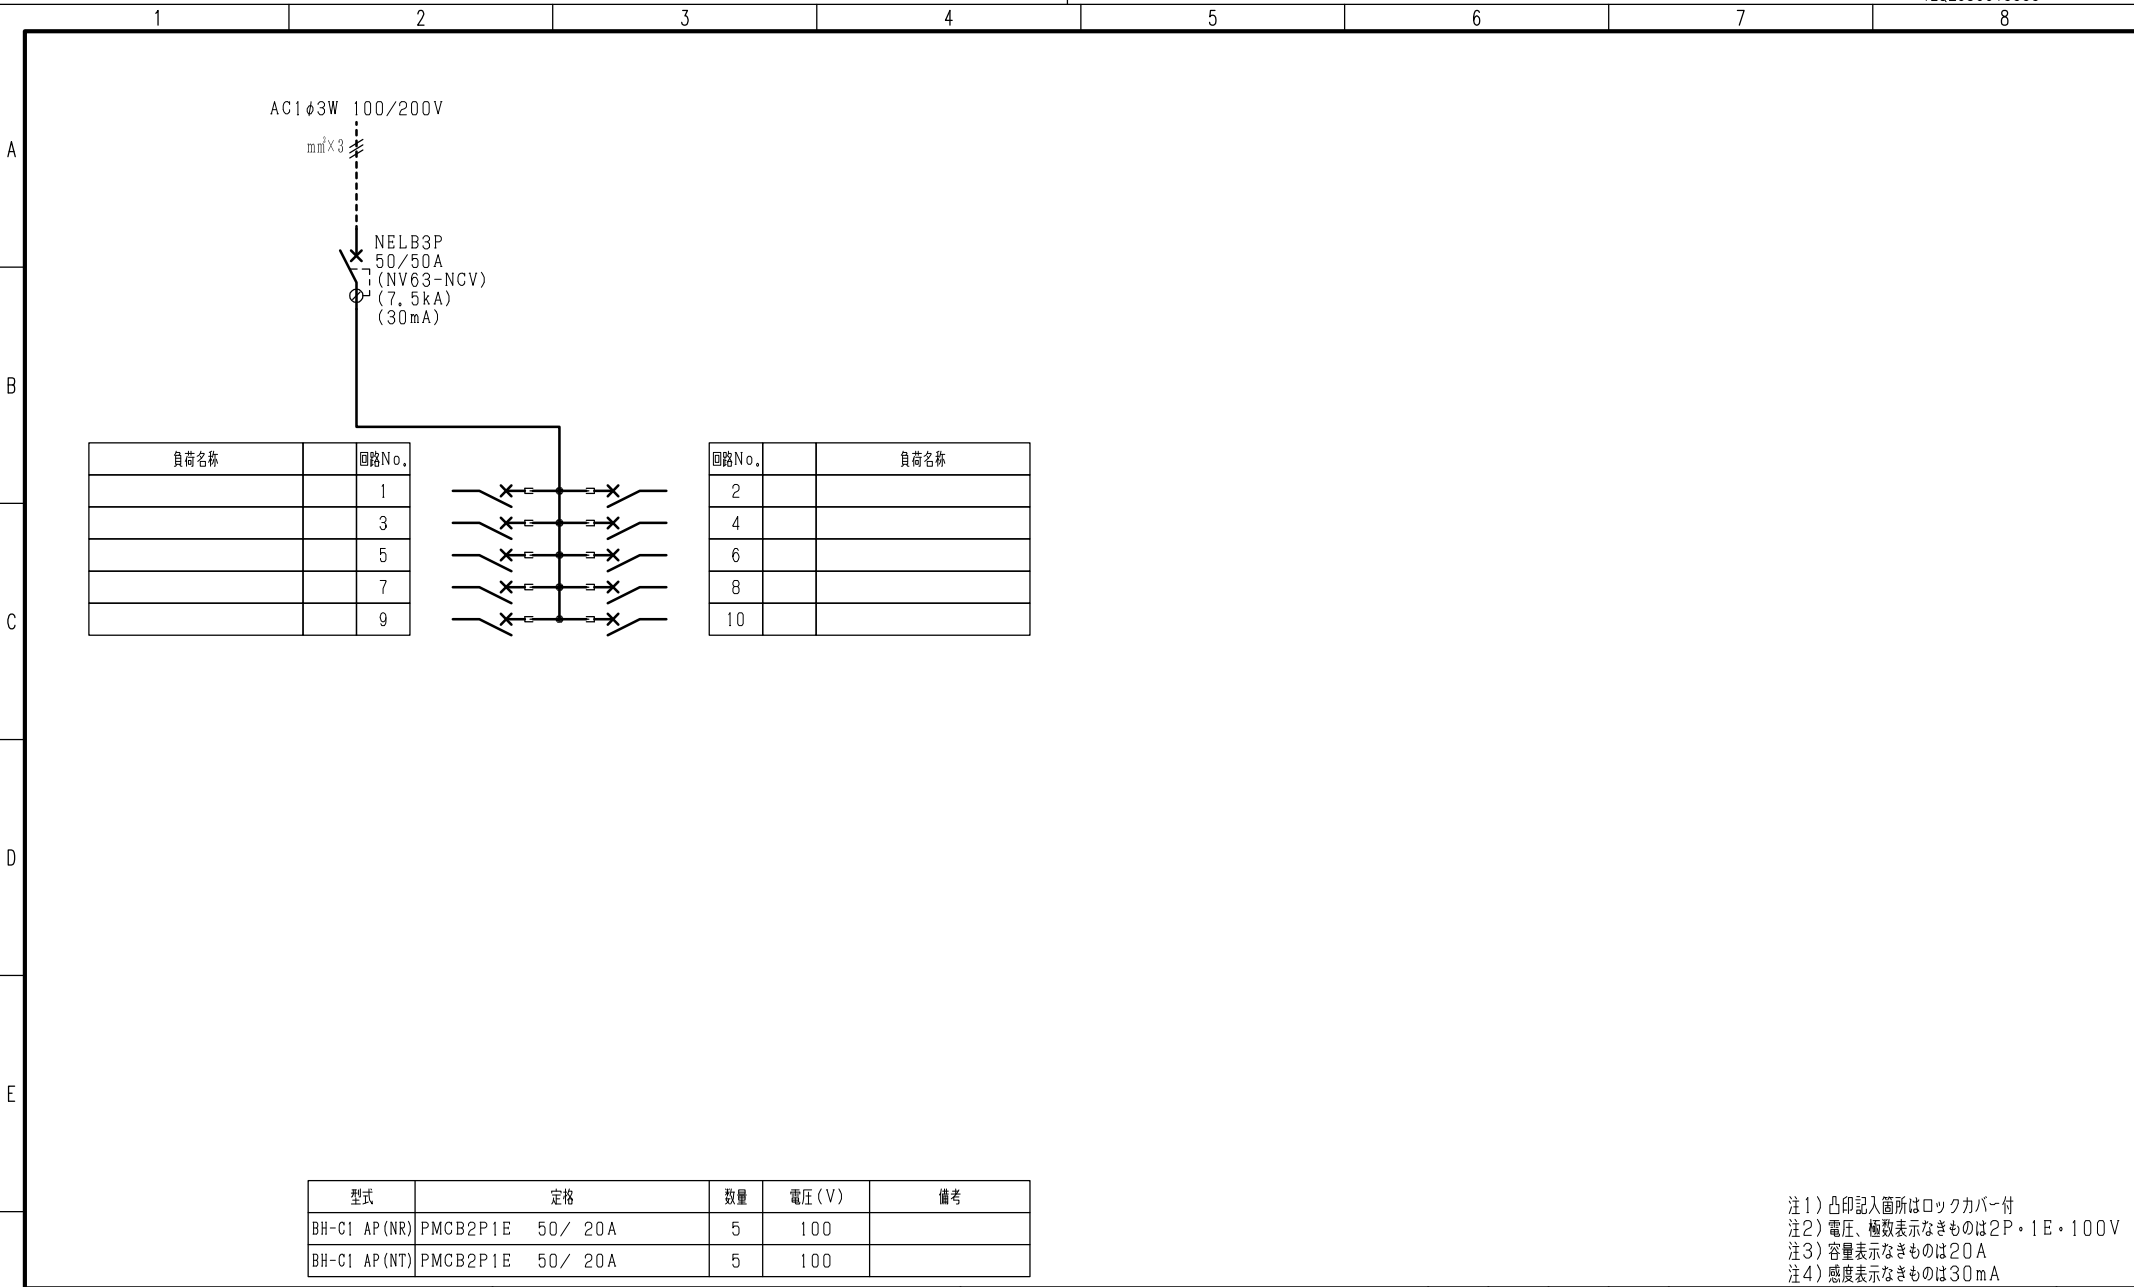 1 2 3 4 5 6 7 8
AC1φ3W 100/200V
mm²×3
A
NELB3P
50/50A
(NV63-NCV)
(7.5kA)
(30mA)
B
負荷名称 回路No. 回路No. 負荷名称
1 2
3 4
5 6
7 8
C
9 10
D
E
型式 定格 数量 電圧(V) 備考
BH-C1 AP(NR) PMCB2P1E 50/ 20A 5 100
BH-C1 AP(NT) PMCB2P1E 50/ 20A 5 100
注1)凸印記入箇所はロックカバー付
注2)電圧、極数表示なきものは2P・1E・100V
注3)容量表示なきものは20A
注4)感度表示なきものは30mA